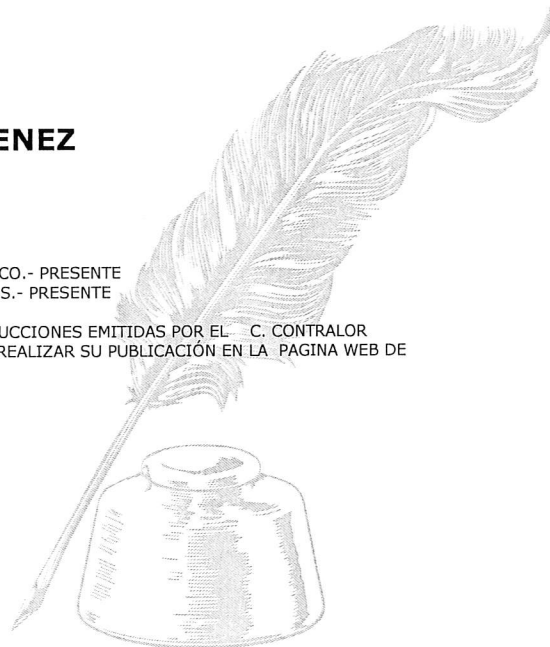 ENEZ
CO.- PRESENTE
S.- PRESENTE
UCCIONES EMITIDAS POR EL C. CONTRALOR
REALIZAR SU PUBLICACIÓN EN LA PAGINA WEB DE